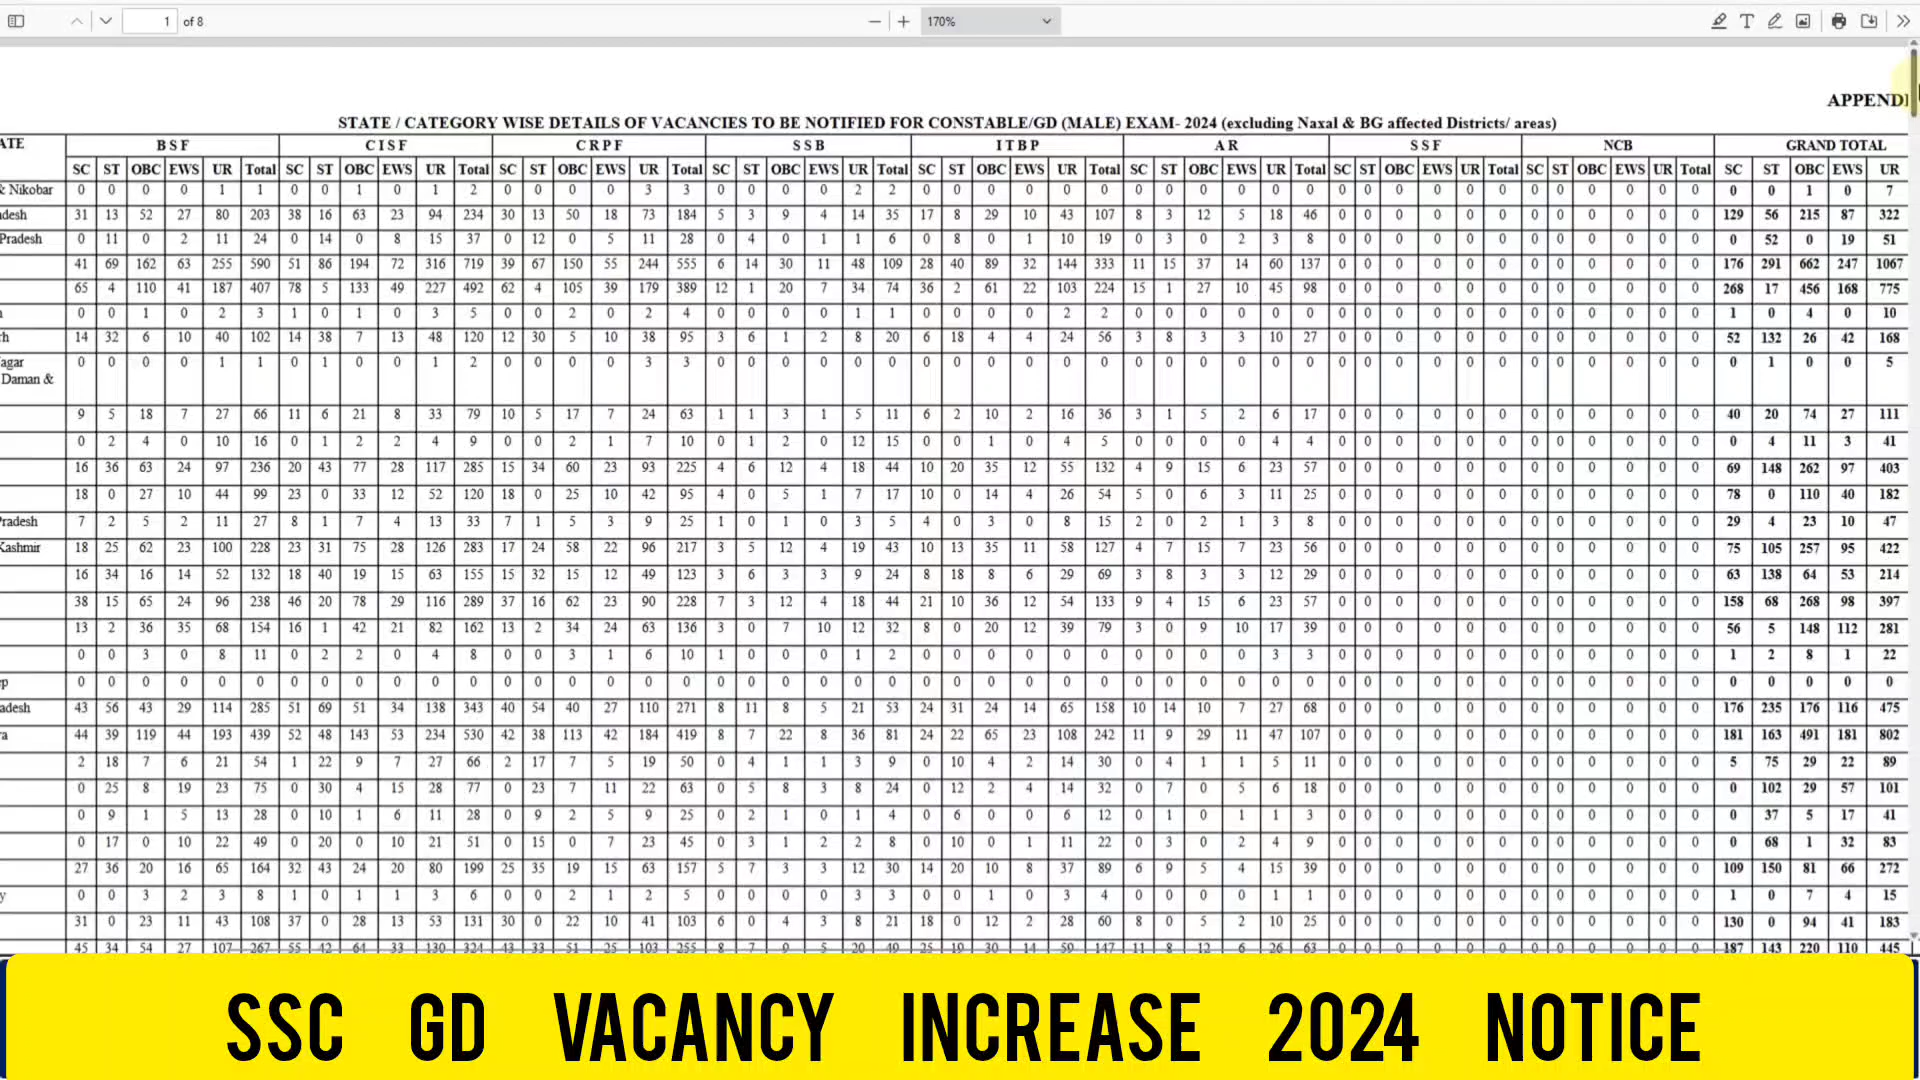 1 of 8 170%
APPENDI
STATE / CATEGORY WISE DETAILS OF VACANCIES TO BE NOTIFIED FOR CONSTABLE/GD (MALE) EXAM- 2024 (excluding Naxal & BG affected Districts/ areas)
ATE BSF CISF CRPF SSB ITBP AR SSF NCB GRAND TOTAL
SC ST OBC EWS UR Total SC ST OBC EWS UR Total SC ST OBC EWS UR Total SC ST OBC EWS UR Total SC ST OBC EWS UR Total SC ST OBC EWS UR Total SC ST OBC EWS UR Total SC ST OBC EWS UR Total SC ST OBC EWS UR
& Nikobar 0 0 0 0 1 1 0 0 1 0 1 2 0 0 0 0 3 3 0 0 0 0 2 2 0 0 0 0 0 0 0 0 0 0 0 0 0 0 0 0 0 0 0 0 0 0 0 0 0 0 1 0 7
desh 31 13 52 27 80 203 38 16 63 23 94 234 30 13 50 18 73 184 5 3 9 4 14 35 17 8 29 10 43 107 8 3 12 5 18 46 0 0 0 0 0 0 0 0 0 0 0 0 129 56 215 87 322
Pradesh 0 11 0 2 11 24 0 14 0 8 15 37 0 12 0 5 11 28 0 4 0 1 1 6 0 8 0 1 10 19 0 3 0 2 3 8 0 0 0 0 0 0 0 0 0 0 0 0 0 52 0 19 51
41 69 162 63 255 590 51 86 194 72 316 719 39 67 150 55 244 555 6 14 30 11 48 109 28 40 89 32 144 333 11 15 37 14 60 137 0 0 0 0 0 0 0 0 0 0 0 0 176 291 662 247 1067
65 4 110 41 187 407 78 5 133 49 227 492 62 4 105 39 179 389 12 1 20 7 34 74 36 2 61 22 103 224 15 1 27 10 45 98 0 0 0 0 0 0 0 0 0 0 0 0 268 17 456 168 775
0 0 1 0 2 3 1 0 1 0 3 5 0 0 2 0 2 4 0 0 0 0 1 1 0 0 0 0 2 2 0 0 0 0 0 0 0 0 0 0 0 0 0 0 0 0 0 0 1 0 4 0 10
rh 14 32 6 10 40 102 14 38 7 13 48 120 12 30 5 10 38 95 3 6 1 2 8 20 6 18 4 4 24 56 3 8 3 3 10 27 0 0 0 0 0 0 0 0 0 0 0 0 52 132 26 42 168
agar 0 0 0 0 1 1 0 1 0 0 1 2 0 0 0 0 3 3 0 0 0 0 0 0 0 0 0 0 0 0 0 0 0 0 0 0 0 0 0 0 0 0 0 0 0 0 0 0 0 1 0 0 5
Daman &
9 5 18 7 27 66 11 6 21 8 33 79 10 5 17 7 24 63 1 1 3 1 5 11 6 2 10 2 16 36 3 1 5 2 6 17 0 0 0 0 0 0 0 0 0 0 0 0 40 20 74 27 111
0 2 4 0 10 16 0 1 2 2 4 9 0 0 2 1 7 10 0 1 2 0 12 15 0 0 1 0 4 5 0 0 0 0 4 4 0 0 0 0 0 0 0 0 0 0 0 0 0 4 11 3 41
16 36 63 24 97 236 20 43 77 28 117 285 15 34 60 23 93 225 4 6 12 4 18 44 10 20 35 12 55 132 4 9 15 6 23 57 0 0 0 0 0 0 0 0 0 0 0 0 69 148 262 97 403
18 0 27 10 44 99 23 0 33 12 52 120 18 0 25 10 42 95 4 0 5 1 7 17 10 0 14 4 26 54 5 0 6 3 11 25 0 0 0 0 0 0 0 0 0 0 0 0 78 0 110 40 182
Pradesh 7 2 5 2 11 27 8 1 7 4 13 33 7 1 5 3 9 25 1 0 1 0 3 5 4 0 3 0 8 15 2 0 2 1 3 8 0 0 0 0 0 0 0 0 0 0 0 0 29 4 23 10 47
Kashmir 18 25 62 23 100 228 23 31 75 28 126 283 17 24 58 22 96 217 3 5 12 4 19 43 10 13 35 11 58 127 4 7 15 7 23 56 0 0 0 0 0 0 0 0 0 0 0 0 75 105 257 95 422
16 34 16 14 52 132 18 40 19 15 63 155 15 32 15 12 49 123 3 6 3 3 9 24 8 18 8 6 29 69 3 8 3 3 12 29 0 0 0 0 0 0 0 0 0 0 0 0 63 138 64 53 214
38 15 65 24 96 238 46 20 78 29 116 289 37 16 62 23 90 228 7 3 12 4 18 44 21 10 36 12 54 133 9 4 15 6 23 57 0 0 0 0 0 0 0 0 0 0 0 0 158 68 268 98 397
13 2 36 35 68 154 16 1 42 21 82 162 13 2 34 24 63 136 3 0 7 10 12 32 8 0 20 12 39 79 3 0 9 10 17 39 0 0 0 0 0 0 0 0 0 0 0 0 56 5 148 112 281
0 0 3 0 8 11 0 2 2 0 4 8 0 0 3 1 6 10 1 0 0 0 1 2 0 0 0 0 0 0 0 0 0 0 3 3 0 0 0 0 0 0 0 0 0 0 0 0 1 2 8 1 22
ep 0 0 0 0 0 0 0 0 0 0 0 0 0 0 0 0 0 0 0 0 0 0 0 0 0 0 0 0 0 0 0 0 0 0 0 0 0 0 0 0 0 0 0 0 0 0 0 0 0 0 0 0 0
adesh 43 56 43 29 114 285 51 69 51 34 138 343 40 54 40 27 110 271 8 11 8 5 21 53 24 31 24 14 65 158 10 14 10 7 27 68 0 0 0 0 0 0 0 0 0 0 0 0 176 235 176 116 475
ra 44 39 119 44 193 439 52 48 143 53 234 530 42 38 113 42 184 419 8 7 22 8 36 81 24 22 65 23 108 242 11 9 29 11 47 107 0 0 0 0 0 0 0 0 0 0 0 0 181 163 491 181 802
2 18 7 6 21 54 1 22 9 7 27 66 2 17 7 5 19 50 0 4 1 1 3 9 0 10 4 2 14 30 0 4 1 1 5 11 0 0 0 0 0 0 0 0 0 0 0 0 5 75 29 22 89
0 25 8 19 23 75 0 30 4 15 28 77 0 23 7 11 22 63 0 5 8 3 8 24 0 12 2 4 14 32 0 7 0 5 6 18 0 0 0 0 0 0 0 0 0 0 0 0 0 102 29 57 101
0 9 1 5 13 28 0 10 1 6 11 28 0 9 2 5 9 25 0 2 1 0 1 4 0 6 0 0 6 12 0 1 0 1 1 3 0 0 0 0 0 0 0 0 0 0 0 0 0 37 5 17 41
0 17 0 10 22 49 0 20 0 10 21 51 0 15 0 7 23 45 0 3 1 2 2 8 0 10 0 1 11 22 0 3 0 2 4 9 0 0 0 0 0 0 0 0 0 0 0 0 0 68 1 32 83
27 36 20 16 65 164 32 43 24 20 80 199 25 35 19 15 63 157 5 7 3 3 12 30 14 20 10 8 37 89 6 9 5 4 15 39 0 0 0 0 0 0 0 0 0 0 0 0 109 150 81 66 272
y 0 0 3 2 3 8 1 0 1 1 3 6 0 0 2 1 2 5 0 0 0 0 3 3 0 0 1 0 3 4 0 0 0 0 1 1 0 0 0 0 0 0 0 0 0 0 0 0 1 0 7 4 15
31 0 23 11 43 108 37 0 28 13 53 131 30 0 22 10 41 103 6 0 4 3 8 21 18 0 12 2 28 60 8 0 5 2 10 25 0 0 0 0 0 0 0 0 0 0 0 0 130 0 94 41 183
45 34 54 27 107 267 55 42 64 33 130 324 43 33 51 25 103 255 8 7 9 5 20 49 25 19 30 14 59 147 11 8 12 6 26 63 0 0 0 0 0 0 0 0 0 0 0 0 187 143 220 110 445
SSC GD VACANCY INCREASE 2024 NOTICE